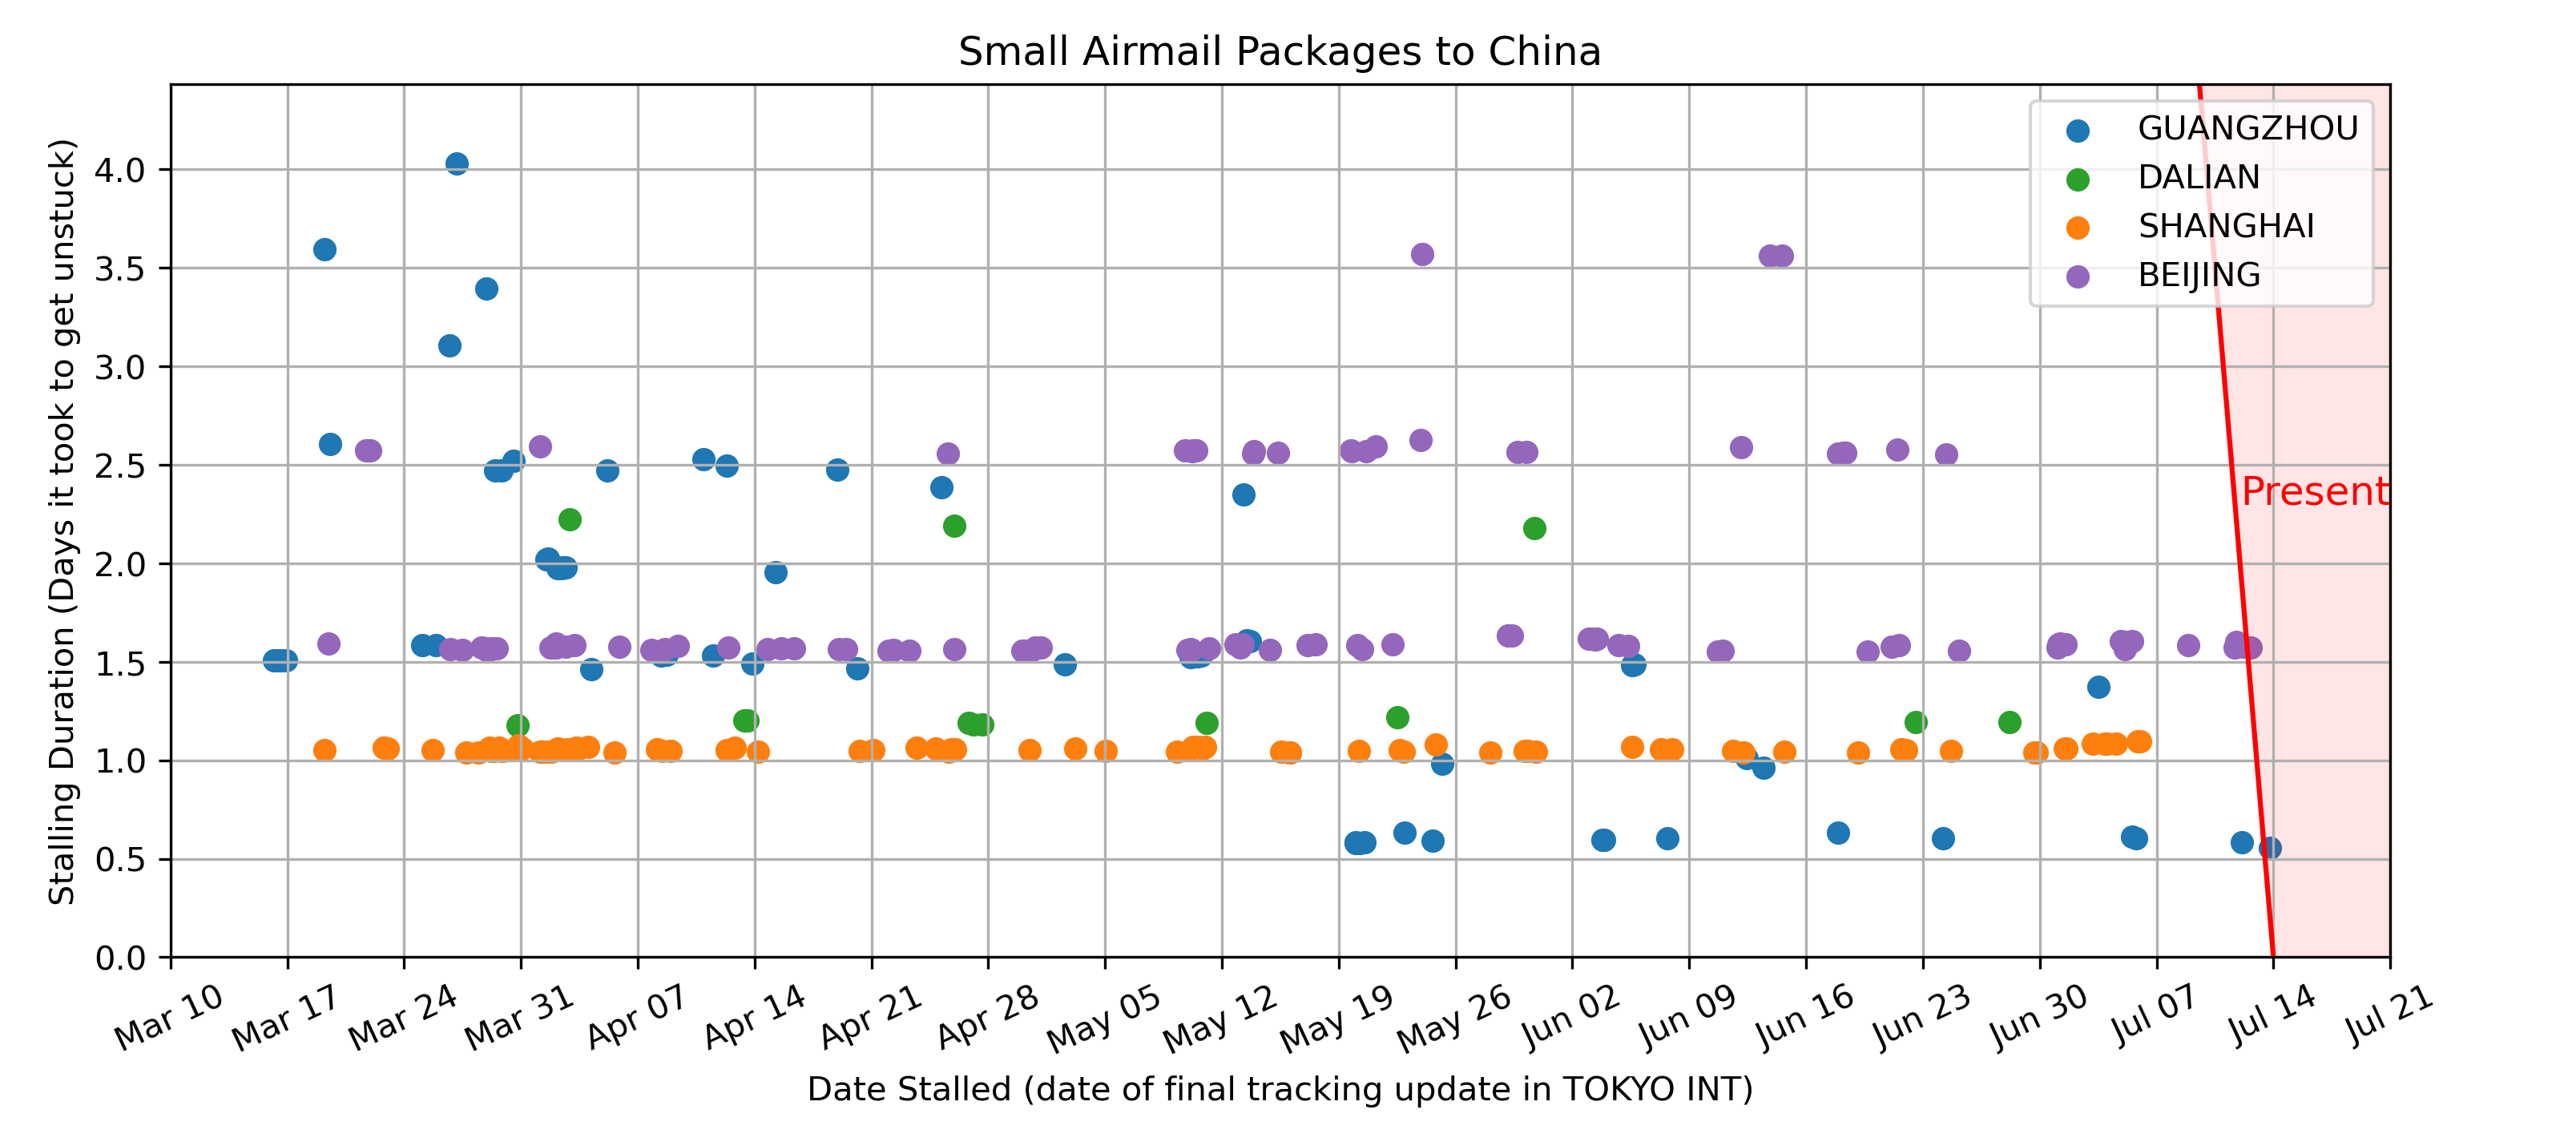 Small Airmail Packages to China
Stalling Duration (Days it took to get unstuck)
4.0
3.5
3.0
2.5
2.0
1.5
1.0
0.5
0.0
GUANGZHOU
DALIAN
SHANGHAI
BEIJING
Present
Mar 10
Mar 17
Mar 24
Mar 31
Apr 07
Apr 14
Apr 21
Apr 28
May 05
May 12
May 19
May 26
Jun 02
Jun 09
Jun 16
Jun 23
Jun 30
Jul 07
Jul 14
Jul 21
Date Stalled (date of final tracking update in TOKYO INT)